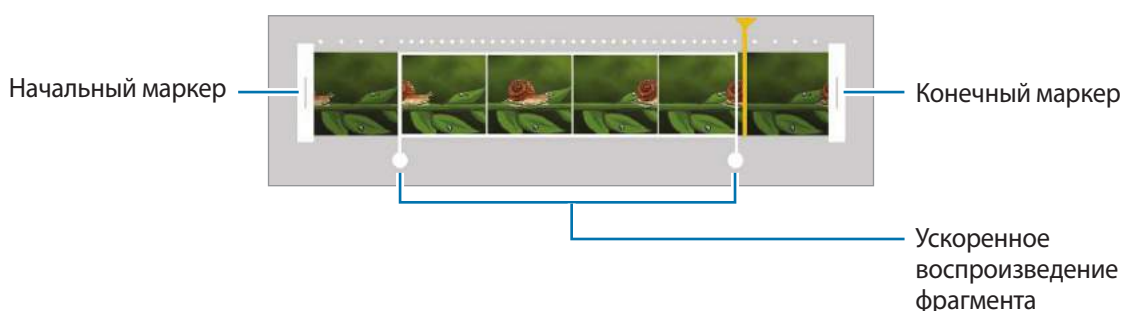 Начальный маркер
Конечный маркер
Ускоренное
воспроизведение
фрагмента